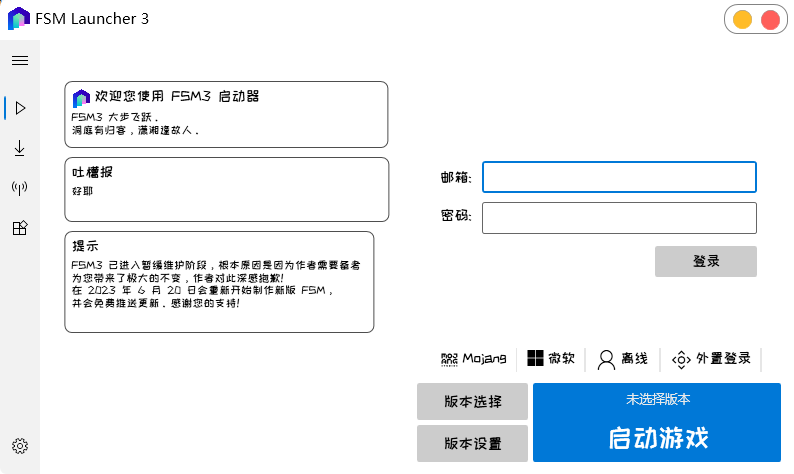 FSM Launcher 3
欢迎您使用 FSM3 启动器
FSM3 大步飞跃.
洞庭有归客，潇湘逢故人.
吐槽报
好耶
提示
FSM3 已进入暂缓维护阶段，根本原因是因为作者需要备考
为您带来了极大的不变，作者对此深感抱歉!
在 2023 年 6 月 20 日会重新开始制作新版 FSM，
并会免费推送更新. 感谢您的支持!
邮箱:
密码:
登录
Mojang
微软
离线
外置登录
版本选择
版本设置
未选择版本
启动游戏